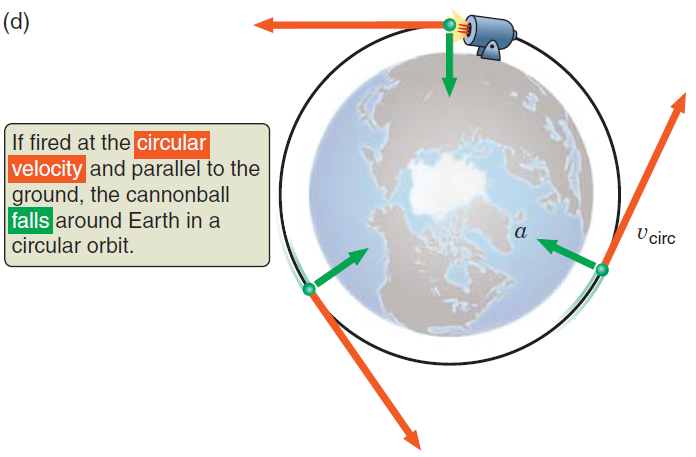 (d)
If fired at the circular
velocity and parallel to the
ground, the cannonball
falls around Earth in a
circular orbit.
a
vcirc